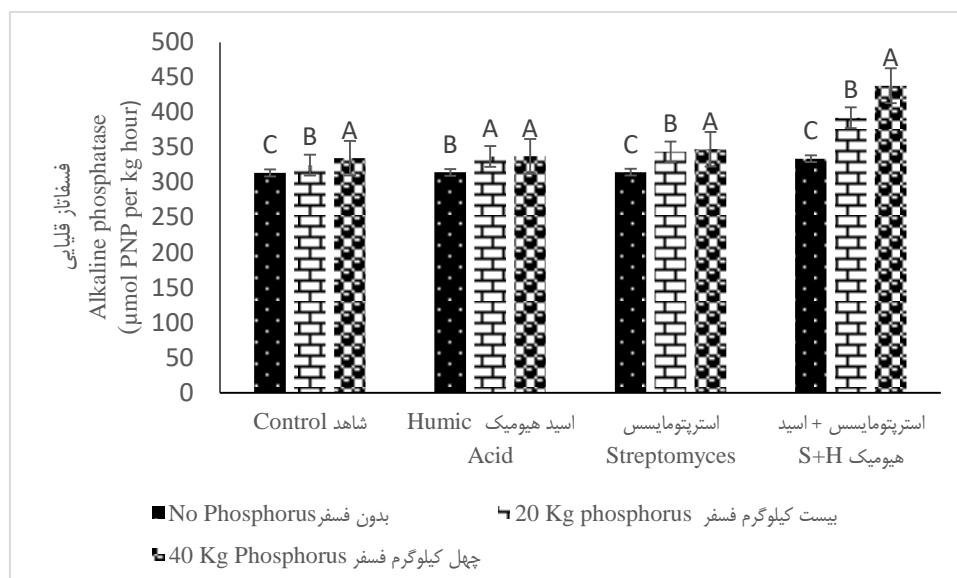 500
450
400
350
300
250
200
150
100
50
0
فسفاتاز قلیایی
Alkaline phosphatase
(µmol PNP per kg hour)
C B A
B A A
C B A
C B A
شاهد Control
اسید هیومیک Humic
Acid
استرپتومایسس
Streptomyces
استرپتومایسس + اسید
هیومیک S+H
No Phosphorus بدون فسفر
20 Kg phosphorus بیست کیلوگرم فسفر
40 Kg Phosphorus چهل کیلوگرم فسفر